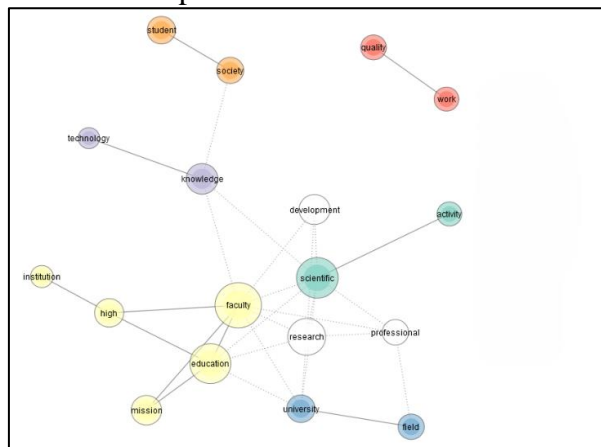 student
quality
society
work
technology
knowledge
development
activity
scientific
institution
faculty
high
research
professional
education
mission
university
field